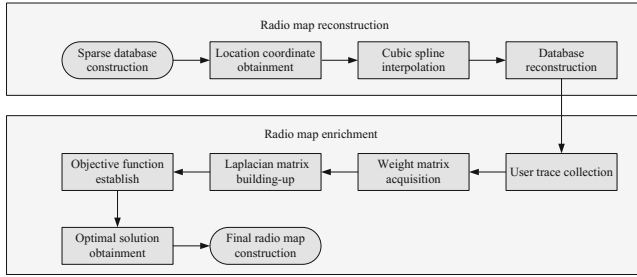 Radio map reconstruction
Sparse database
construction
Location coordinate
obtainment
Cubic spline
interpolation
Database
reconstruction
Radio map enrichment
User trace collection
Weight matrix
acquisition
Laplacian matrix
building-up
Objective function
establish
Optimal solution
obtainment
Final radio map
construction